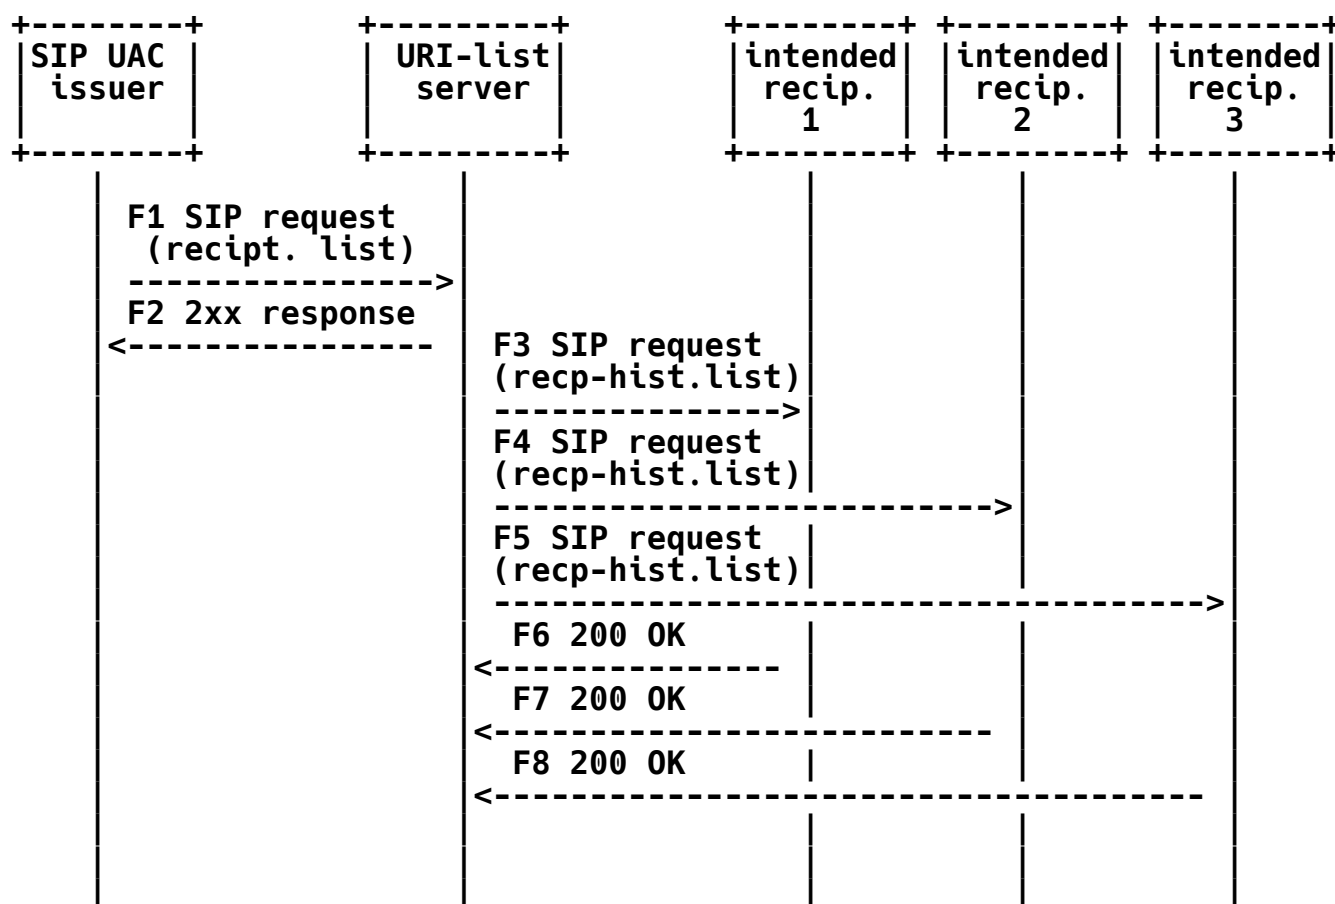 +--------+        +---------+        +--------+ +--------+ +--------+
|SIP UAC |        | URI-list|        |intended| |intended| |intended|
| issuer |        |  server |        | recip. | | recip. | | recip. |
|        |        |         |        |   1    | |   2    | |   3    |
+--------+        +---------+        +--------+ +--------+ +--------+
F1 SIP request
(recipt. list)
---------------->
F2 2xx response
<----------------
F3 SIP request
(recp-hist.list)
--------------->
F4 SIP request
(recp-hist.list)
-------------------------->
F5 SIP request
(recp-hist.list)
------------------------------------->
F6 200 OK
<---------------
F7 200 OK
<--------------------------
F8 200 OK
<-------------------------------------